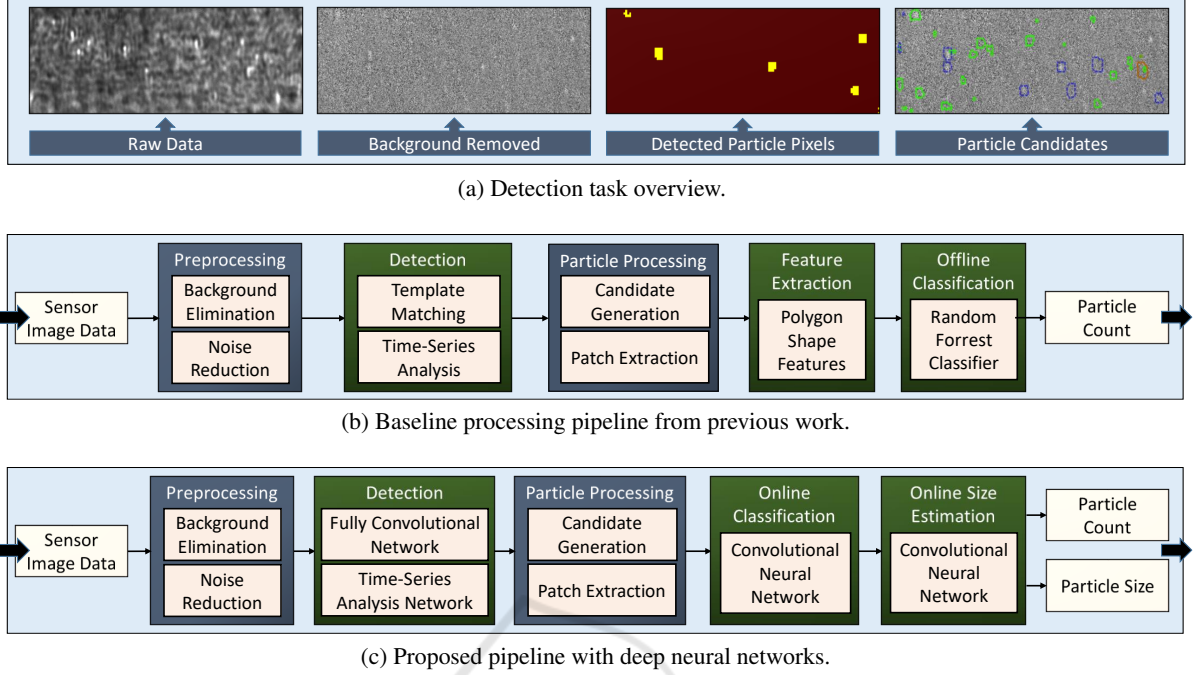 Raw Data
Background Removed
Detected Particle Pixels
Particle Candidates
(a) Detection task overview.
Sensor
Image Data
Preprocessing
Background
Elimination
Noise
Reduction
Detection
Template
Matching
Time-Series
Analysis
Particle Processing
Candidate
Generation
Patch Extraction
Feature
Extraction
Polygon
Shape
Features
Offline
Classification
Random
Forrest
Classifier
Particle
Count
(b) Baseline processing pipeline from previous work.
Sensor
Image Data
Preprocessing
Background
Elimination
Noise
Reduction
Detection
Fully Convolutional
Network
Time-Series
Analysis Network
Particle Processing
Candidate
Generation
Patch Extraction
Online
Classification
Convolutional
Neural
Network
Online Size
Estimation
Convolutional
Neural
Network
Particle
Count
Particle Size
(c) Proposed pipeline with deep neural networks.